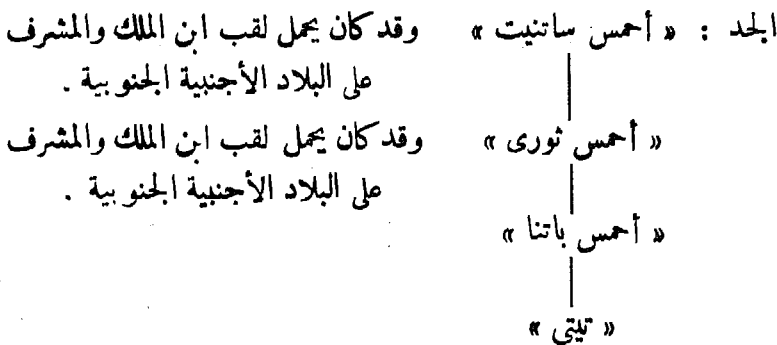 الجد : « أحمس ساتنيت » وقد كان يحمل لقب ابن الملك والمشرف
على البلاد الأجنبية الجنوبية .
« أحمس ثورى » وقد كان يحمل لقب ابن الملك والمشرف
على البلاد الأجنبية الجنوبية .
« أحمس باتنا »
« تيتي »